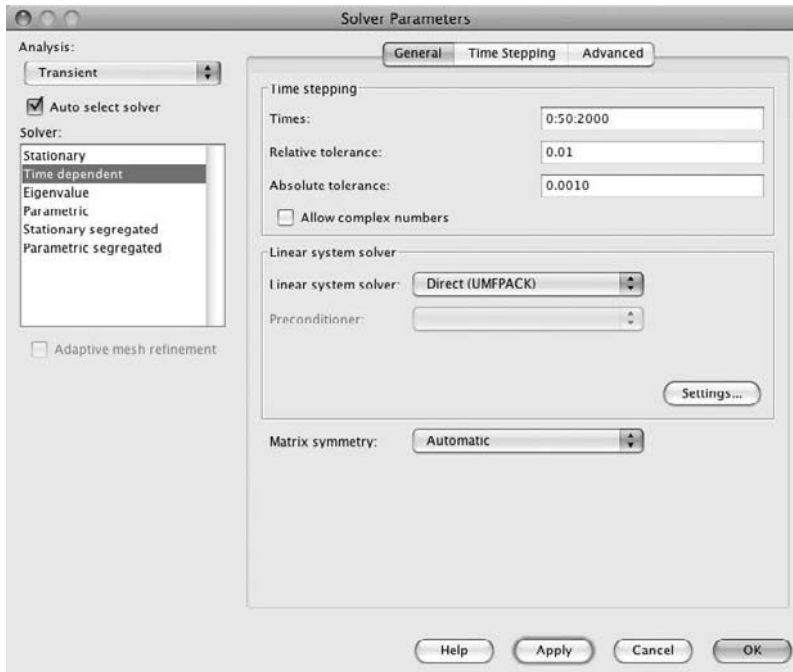 Solver Parameters
Analysis:
Transient
Auto select solver
Solver:
Stationary
Time dependent
Eigenvalue
Parametric
Stationary segregated
Parametric segregated
Adaptive mesh refinement
General Time Stepping Advanced
Time stepping
Times: 0:50:2000
Relative tolerance: 0.01
Absolute tolerance: 0.0010
Allow complex numbers
Linear system solver
Linear system solver: Direct (UMFPACK)
Preconditioner:
Settings...
Matrix symmetry: Automatic
Help Apply Cancel OK